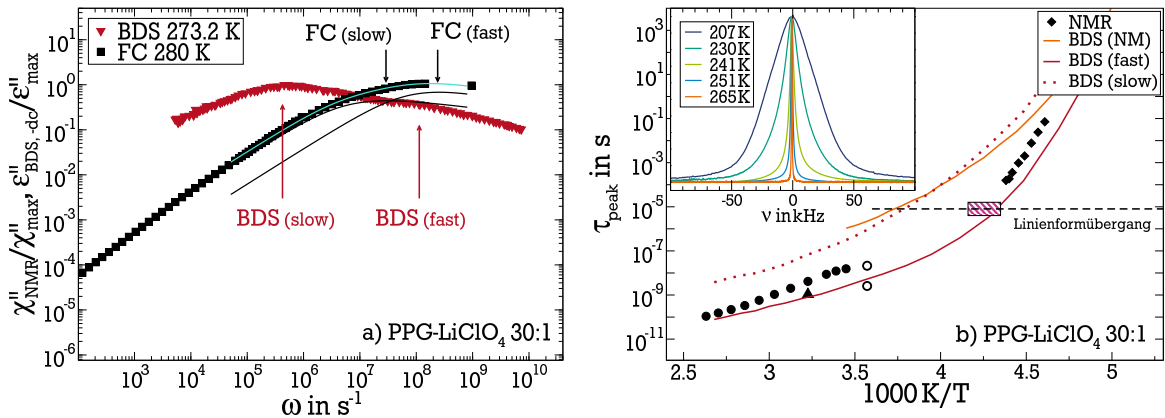 10¹
10⁰
10⁻¹
10⁻²
10⁻³
10⁻⁴
10⁻⁵
10⁻⁶
χ''NMR/χ''max, ε''BDS, -dc/ε''max
BDS 273.2 K
FC 280 K
FC (slow)
FC (fast)
BDS (slow)
BDS (fast)
a) PPG-LiClO₄ 30:1
10³ 10⁴ 10⁵ 10⁶ 10⁷ 10⁸ 10⁹ 10¹⁰
ω in s⁻¹
10³
10¹
10⁻¹
10⁻³
10⁻⁵
10⁻⁷
10⁻⁹
10⁻¹¹
τpeak in s
207K
230K
241K
251K
265K
-50 0 50
ν inkHz
NMR
BDS (NM)
BDS (fast)
BDS (slow)
Linienformübergang
b) PPG-LiClO₄ 30:1
2.5 3 3.5 4 4.5 5
1000 K/T